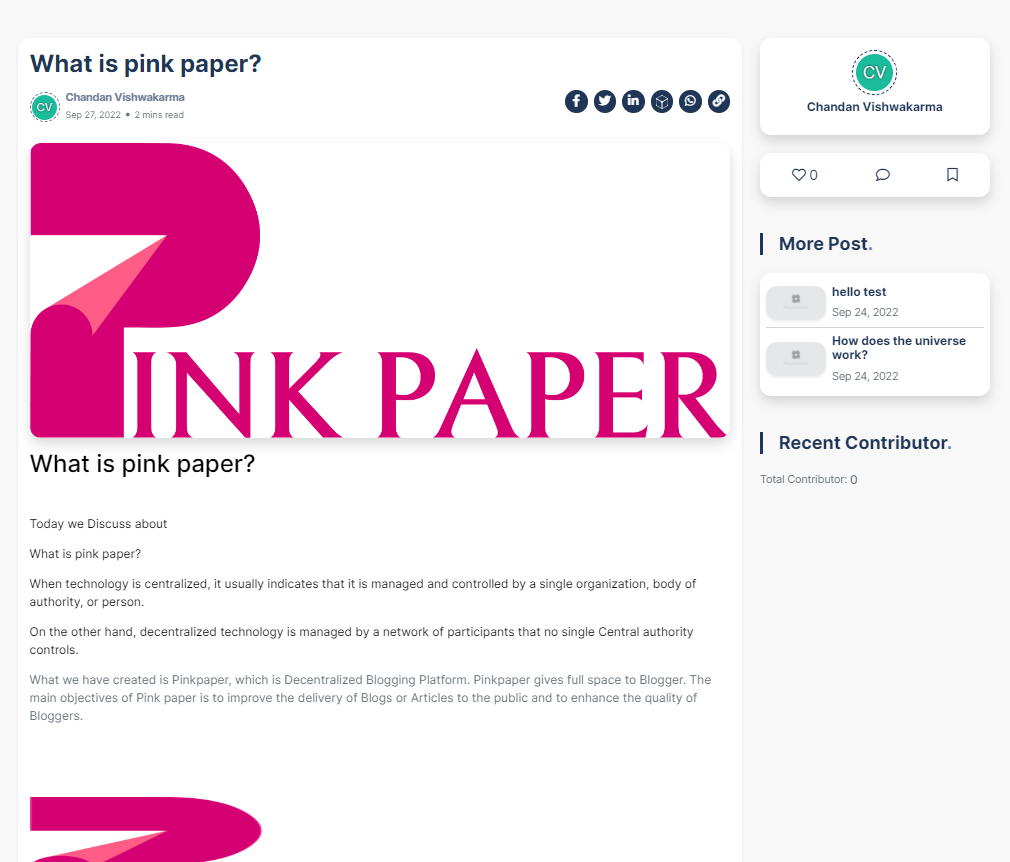 What is pink paper?
CV
Chandan Vishwakarma
Sep 27, 2022 • 2 mins read
PINK PAPER
What is pink paper?
Today we Discuss about
What is pink paper?
When technology is centralized, it usually indicates that it is managed and controlled by a single organization, body of
authority, or person.
On the other hand, decentralized technology is managed by a network of participants that no single Central authority
controls.
What we have created is Pinkpaper, which is Decentralized Blogging Platform. Pinkpaper gives full space to Blogger. The
main objectives of Pink paper is to improve the delivery of Blogs or Articles to the public and to enhance the quality of
Bloggers.
CV
Chandan Vishwakarma
0
More Post.
hello test
Sep 24, 2022
How does the universe
work?
Sep 24, 2022
Recent Contributor.
Total Contributor: 0